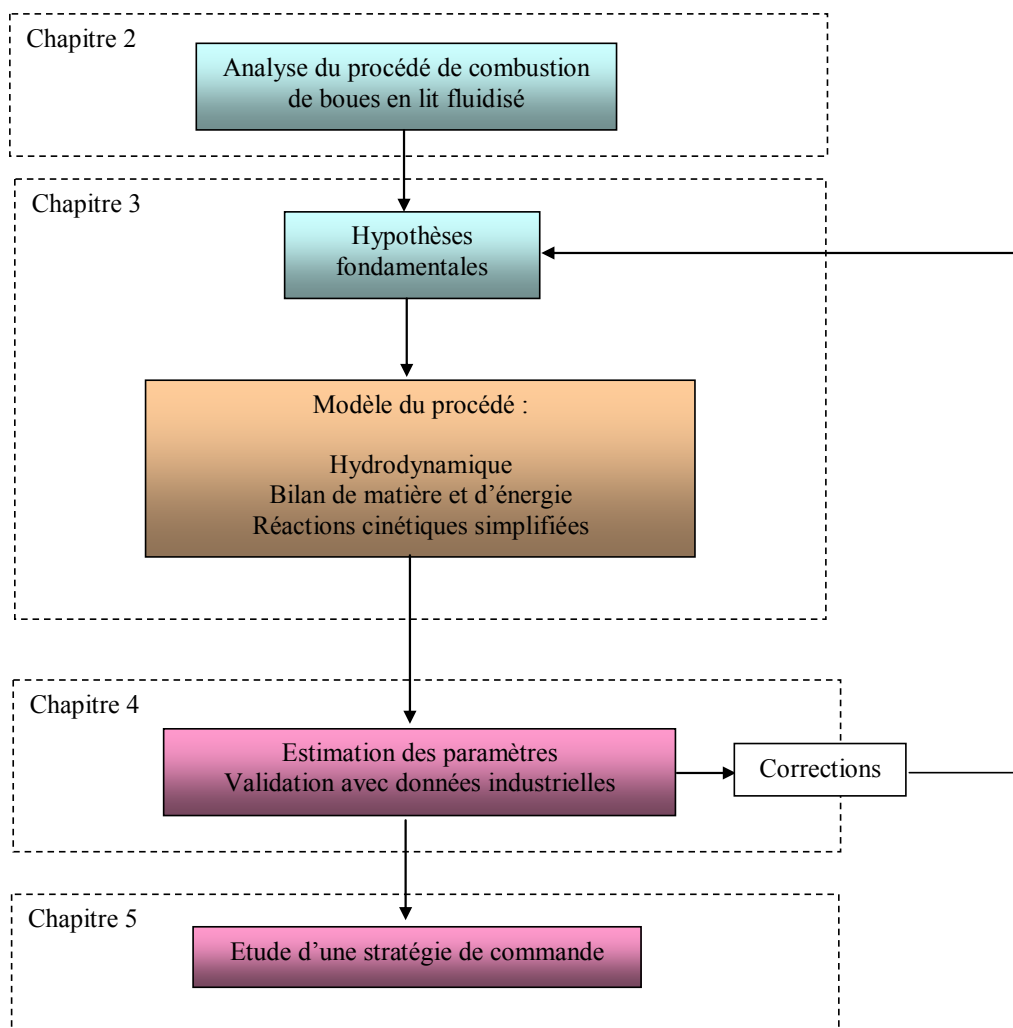 Chapitre 2
Analyse du procédé de combustion
de boues en lit fluidisé
Chapitre 3
Hypothèses
fondamentales
Modèle du procédé :
Hydrodynamique
Bilan de matière et d’énergie
Réactions cinétiques simplifiées
Chapitre 4
Estimation des paramètres
Validation avec données industrielles
Corrections
Chapitre 5
Etude d’une stratégie de commande